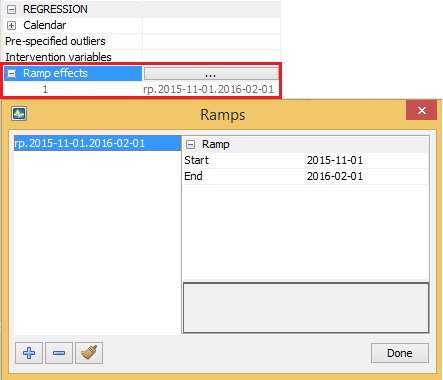 REGRESSION
Calendar
Pre-specified outliers
Intervention variables
Ramp effects ...
1 rp.2015-11-01.2016-02-01
Ramps
rp.2015-11-01.2016-02-01
Ramp
Start 2015-11-01
End 2016-02-01
Done